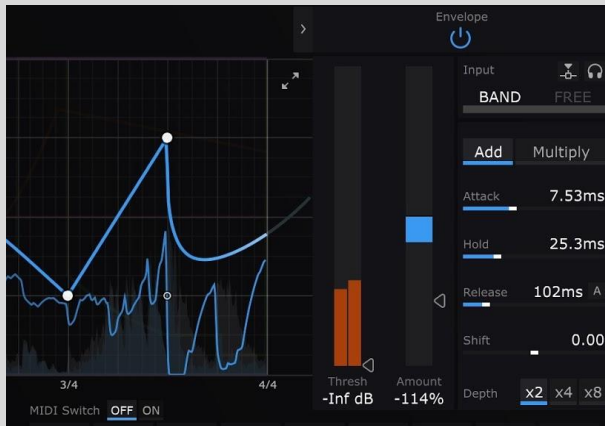 Envelope
Input
BAND FREE
Add Multiply
Attack 7.53ms
Hold 25.3ms
Release 102ms A
Shift 0.00
3/4 4/4
Thresh Amount
-Inf dB -114%
Depth x2 x4 x8
MIDI Switch OFF ON